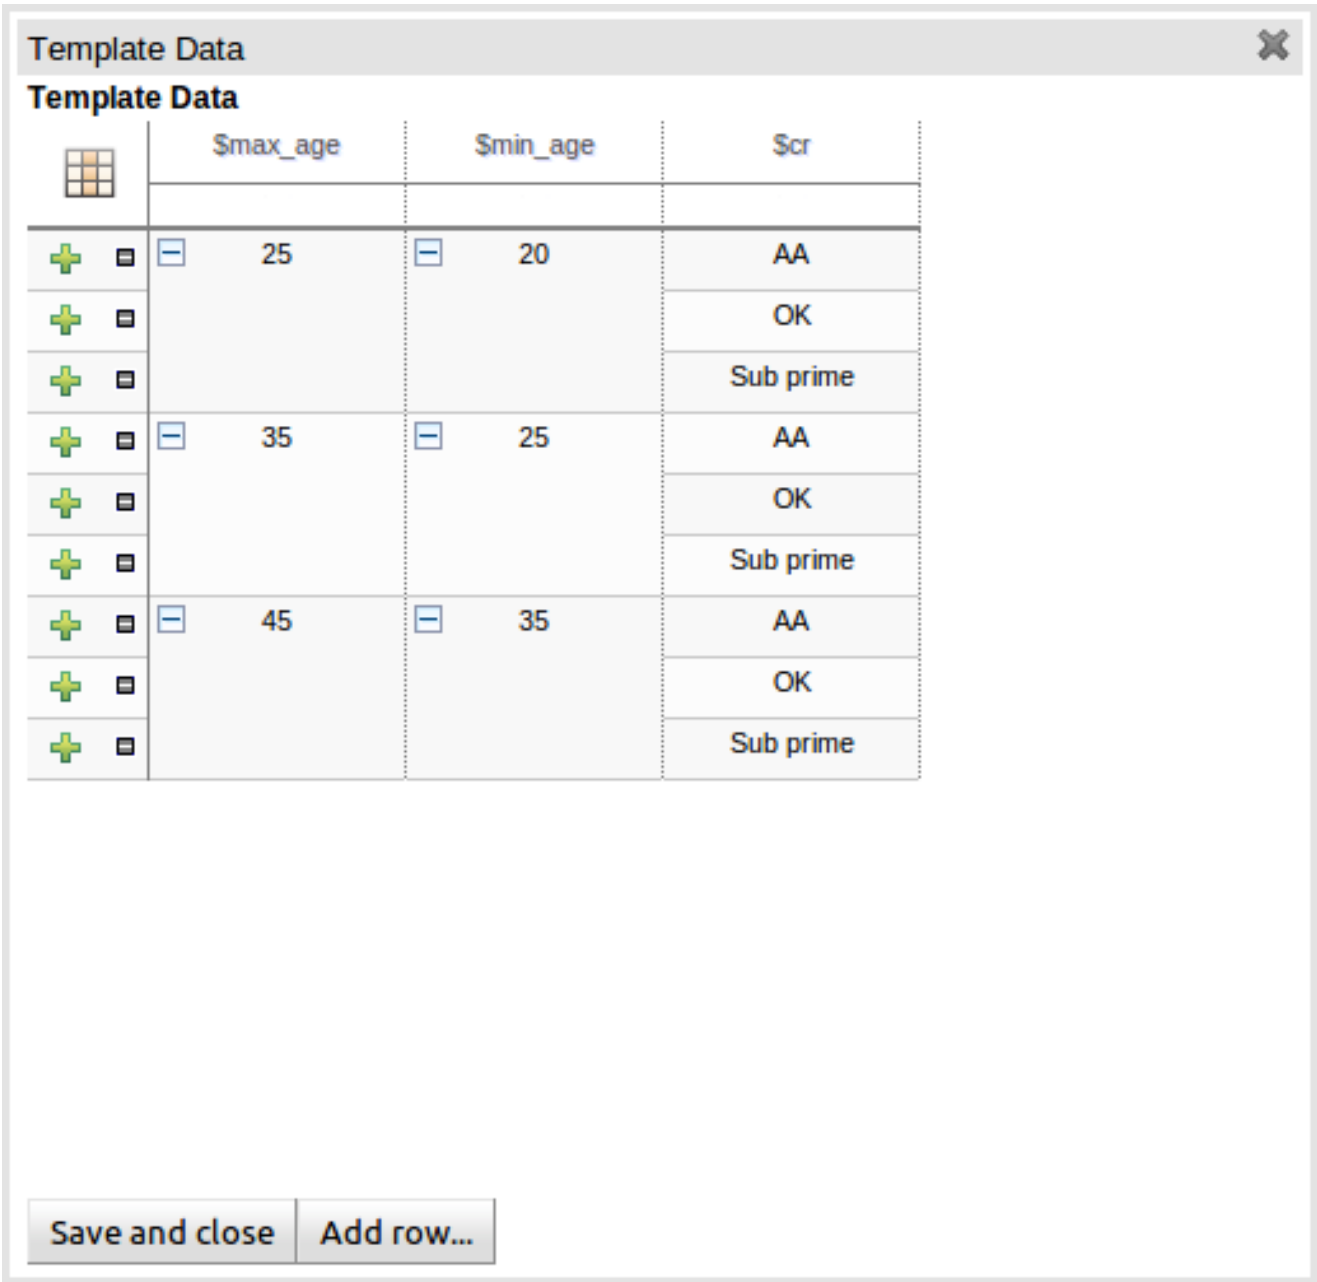 Template Data
Template Data
$max_age $min_age $cr
25 20 AA
OK
Sub prime
35 25 AA
OK
Sub prime
45 35 AA
OK
Sub prime
Save and close Add row...